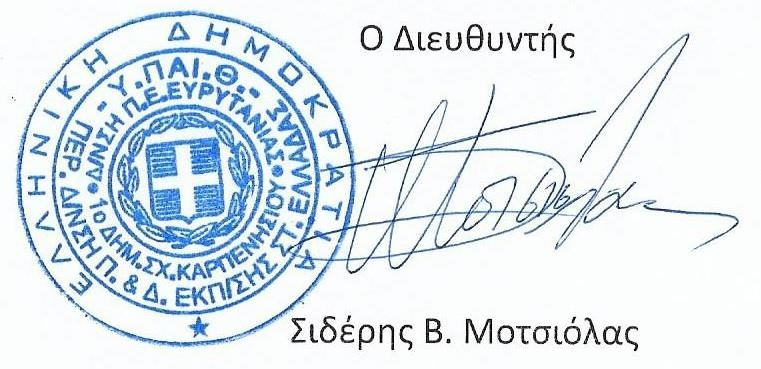 Ο Διευθυντής
ΕΛΛΗΝΙΚΗ ΔΗΜΟΚΡΑΤΙΑ
- Υ.ΠΑΙ.Θ. -
ΠΕΡ. Δ/ΝΣΗ Π. & Δ. ΕΚΠ/ΣΗΣ ΣΤ. ΕΛΛΑΔΑΣ
Δ/ΝΣΗ Π.Ε. ΕΥΡΥΤΑΝΙΑΣ
1ο ΔΗΜ. ΣΧ. ΚΑΡΠΕΝΗΣΙΟΥ
Σιδέρης Β. Μοτσιόλας